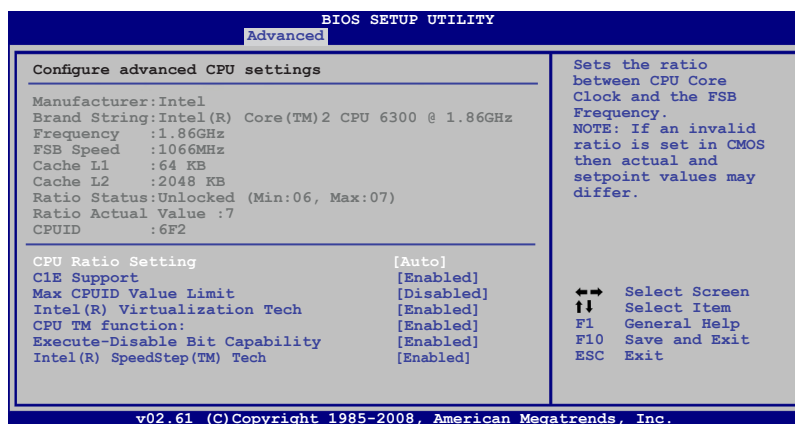 BIOS SETUP UTILITY
Advanced
Configure advanced CPU settings
Manufacturer:Intel
Brand String:Intel(R) Core(TM)2 CPU 6300 @ 1.86GHz
Frequency :1.86GHz
FSB Speed :1066MHz
Cache L1 :64 KB
Cache L2 :2048 KB
Ratio Status:Unlocked (Min:06, Max:07)
Ratio Actual Value :7
CPUID :6F2
CPU Ratio Setting [Auto]
C1E Support [Enabled]
Max CPUID Value Limit [Disabled]
Intel(R) Virtualization Tech [Enabled]
CPU TM function: [Enabled]
Execute-Disable Bit Capability [Enabled]
Intel(R) SpeedStep(TM) Tech [Enabled]
Sets the ratio
between CPU Core
Clock and the FSB
Frequency.
NOTE: If an invalid
ratio is set in CMOS
then actual and
setpoint values may
differ.
←→ Select Screen
↑↓ Select Item
F1 General Help
F10 Save and Exit
ESC Exit
v02.61 (C)Copyright 1985-2008, American Megatrends, Inc.